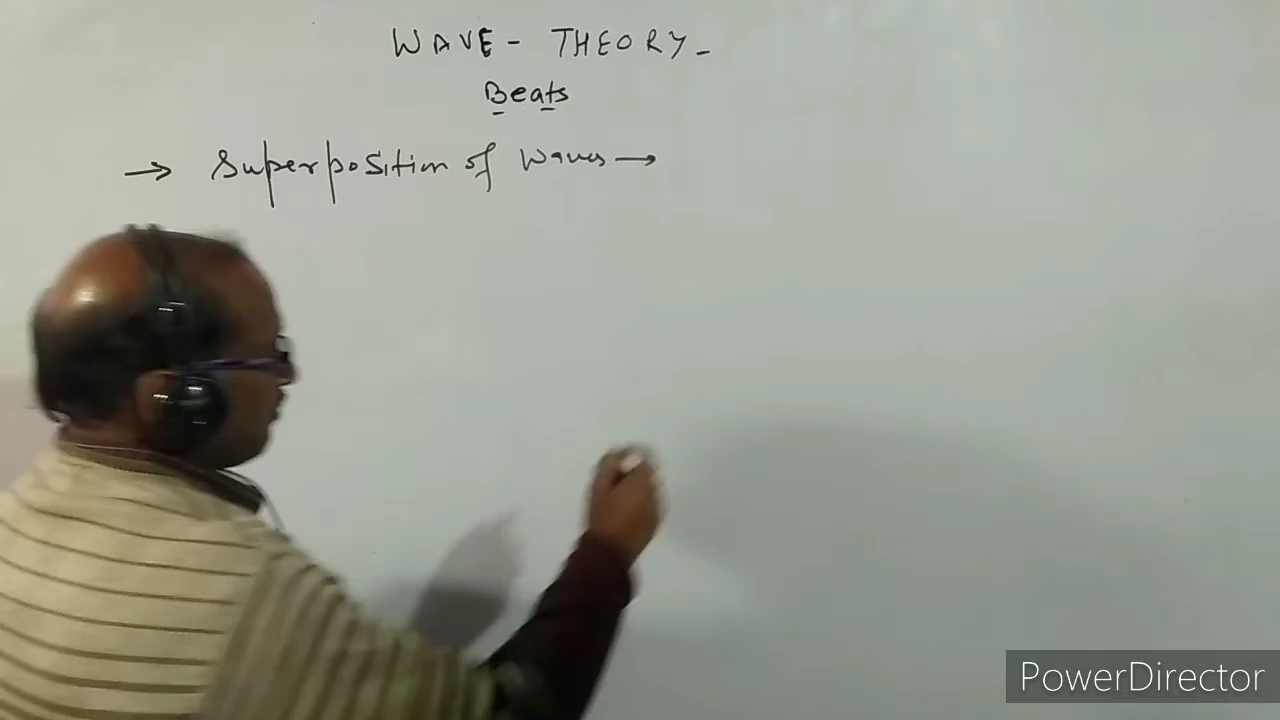 WAVE - THEORY -
Beats
→ Superposition of waves →
PowerDirector